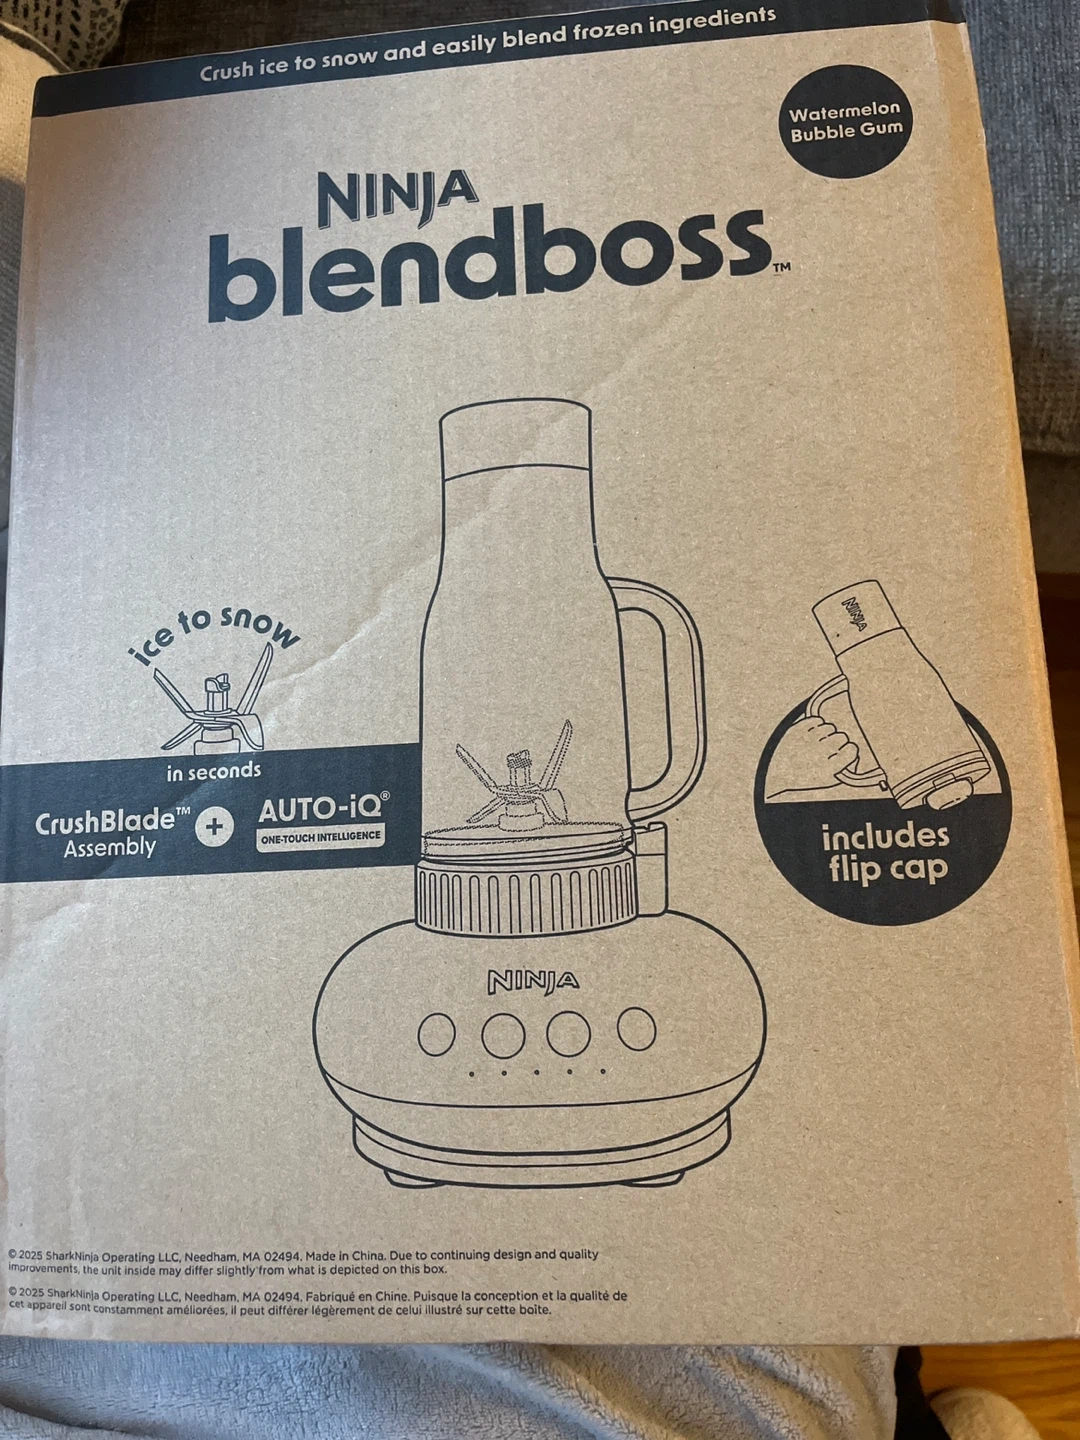 Crush ice to snow and easily blend frozen ingredients
Watermelon
Bubble Gum
NINJA
blendboss™
ice to snow
in seconds
CrushBlade™
Assembly
+
AUTO-iQ®
ONE-TOUCH INTELLIGENCE
NINJA
includes
flip cap
NINJA
© 2025 SharkNinja Operating LLC, Needham, MA 02494. Made in China. Due to continuing design and quality
improvements, the unit inside may differ slightly from what is depicted on this box.
© 2025 SharkNinja Operating LLC, Needham, MA 02494. Fabriqué en Chine. Puisque la conception et la qualité de
cet appareil sont constamment améliorées, il peut différer légèrement de celui illustré sur cette boîte.